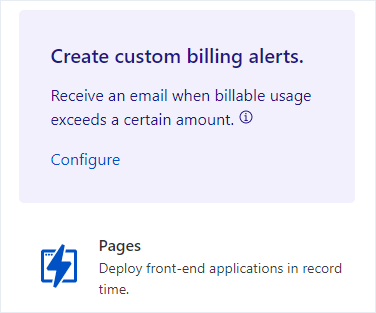 Create custom billing alerts.
Receive an email when billable usage
exceeds a certain amount.
Configure
Pages
Deploy front-end applications in record
time.